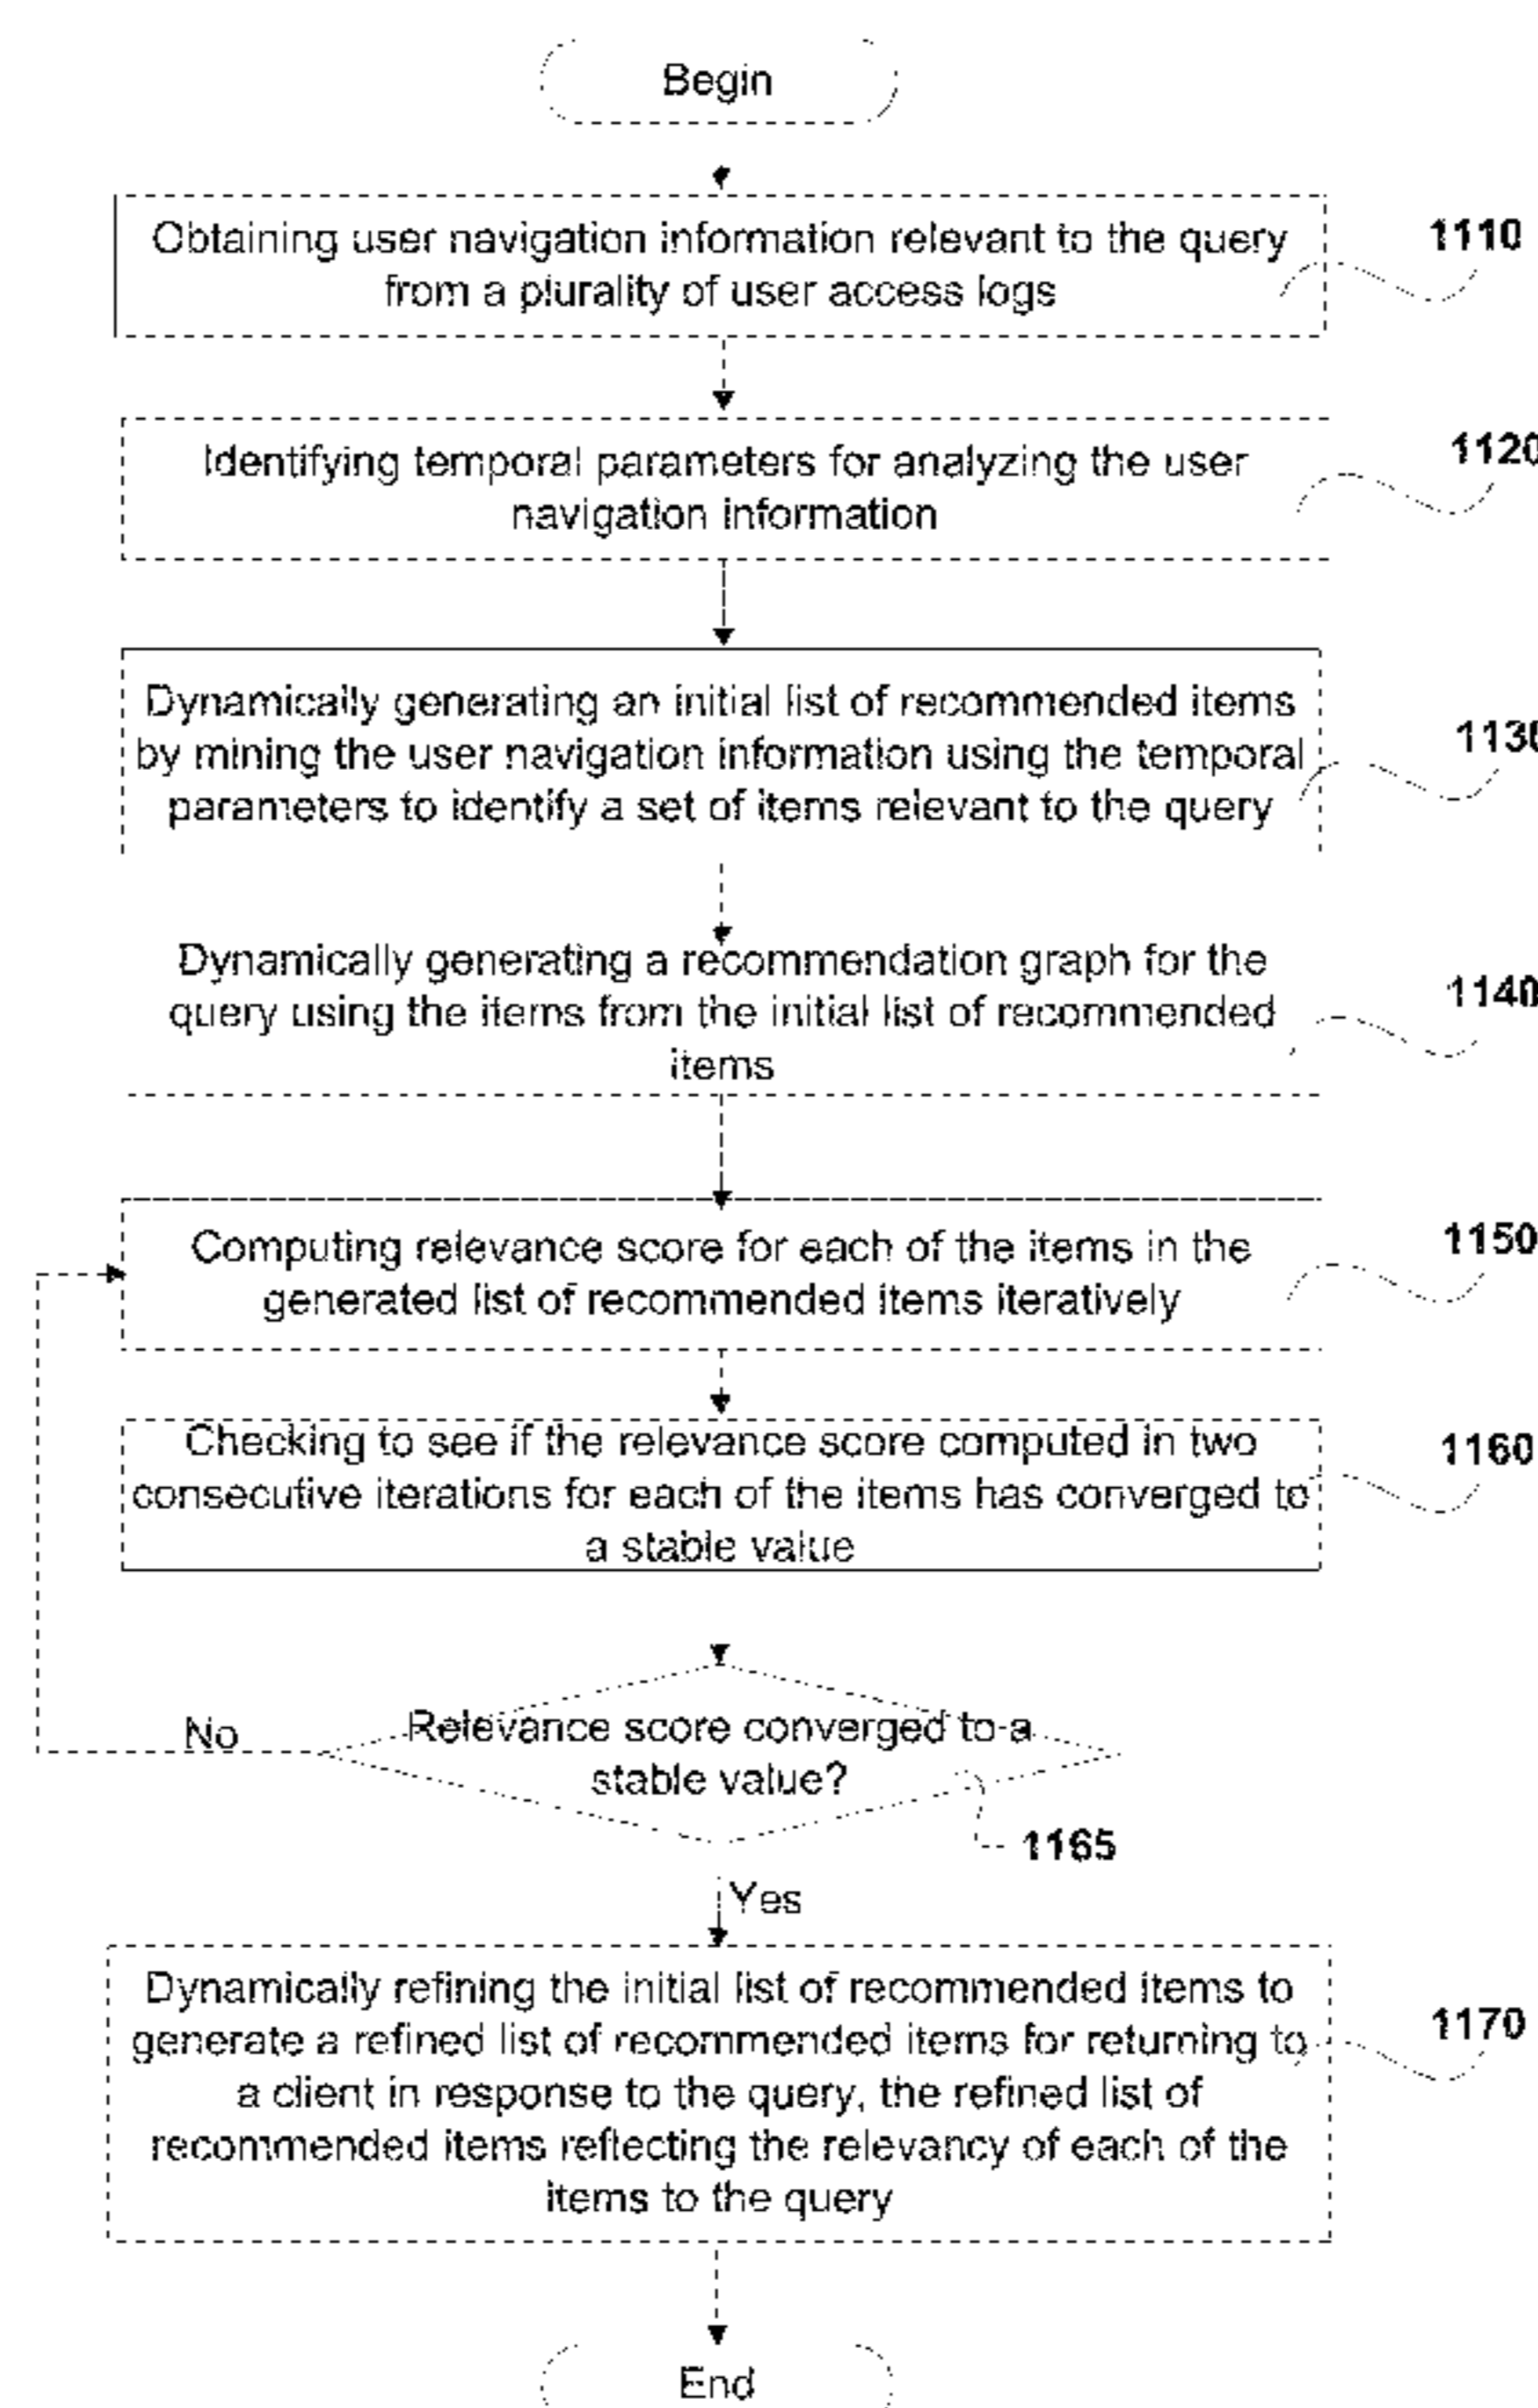 Begin
Obtaining user navigation information relevant to the query
from a plurality of user access logs
1110
Identifying temporal parameters for analyzing the user
navigation information
1120
Dynamically generating an initial list of recommended items
by mining the user navigation information using the temporal
parameters to identify a set of items relevant to the query
1130
Dynamically generating a recommendation graph for the
query using the items from the initial list of recommended
items
1140
Computing relevance score for each of the items in the
generated list of recommended items iteratively
1150
Checking to see if the relevance score computed in two
consecutive iterations for each of the items has converged to
a stable value
1160
No
Relevance score converged to a
stable value?
1165
Yes
Dynamically refining the initial list of recommended items to
generate a refined list of recommended items for returning to
a client in response to the query, the refined list of
recommended items reflecting the relevancy of each of the
items to the query
1170
End